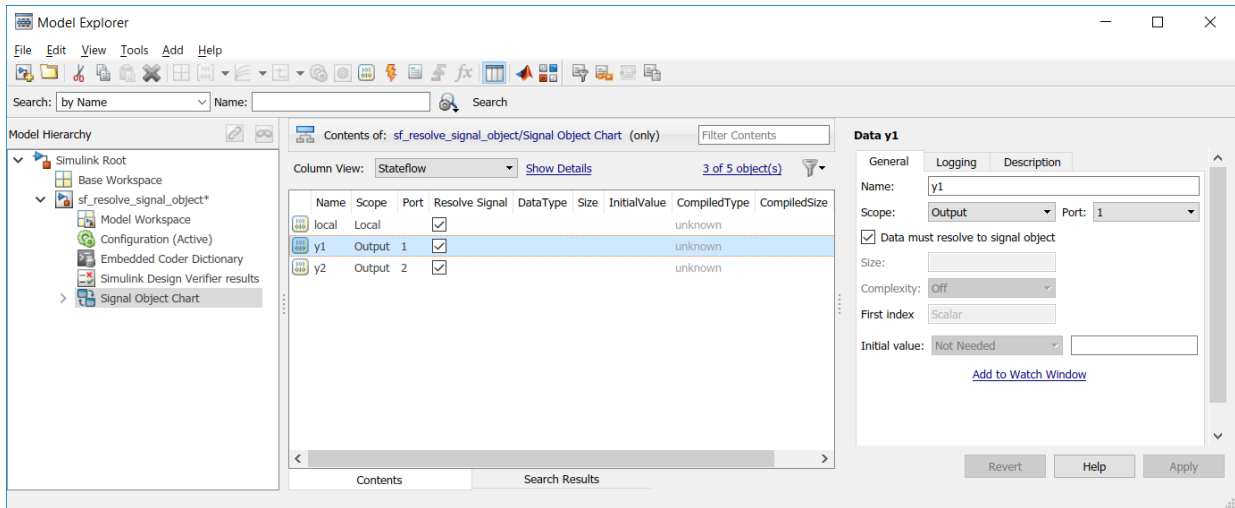 Model Explorer
File Edit View Tools Add Help
Search: by Name Name: Search
Model Hierarchy
Simulink Root
Base Workspace
sf_resolve_signal_object*
Model Workspace
Configuration (Active)
Embedded Coder Dictionary
Simulink Design Verifier results
Signal Object Chart
Contents of: sf_resolve_signal_object/Signal Object Chart (only) Filter Contents
Column View: Stateflow Show Details 3 of 5 object(s)
Name Scope Port Resolve Signal DataType Size InitialValue CompiledType CompiledSize
local Local unknown
y1 Output 1 unknown
y2 Output 2 unknown
Contents Search Results
Data y1
General Logging Description
Name: y1
Scope: Output Port: 1
Data must resolve to signal object
Size:
Complexity: Off
First index Scalar
Initial value: Not Needed
Add to Watch Window
Revert Help Apply